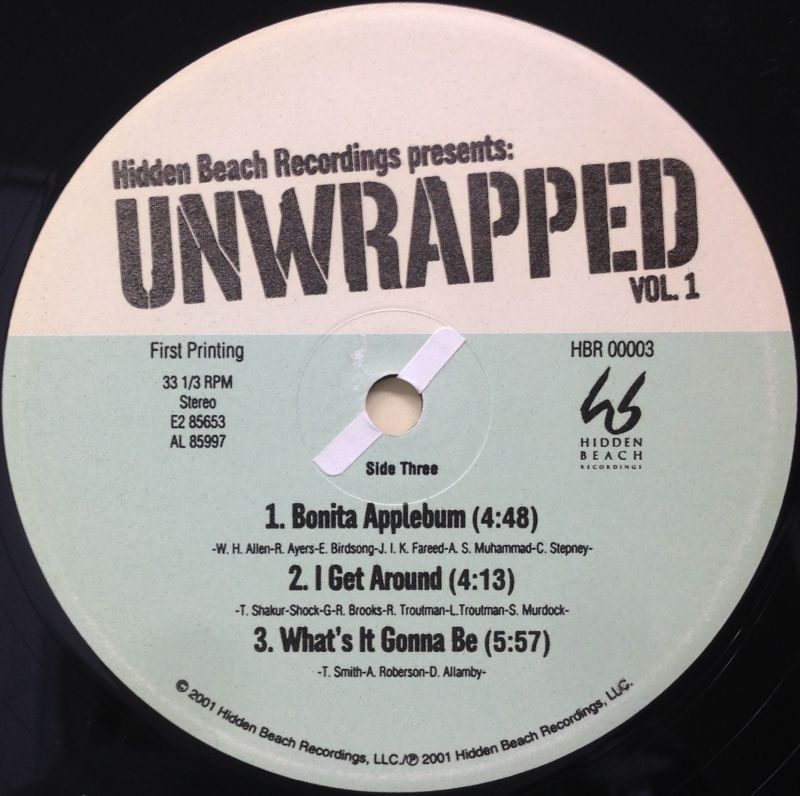 Hidden Beach Recordings presents:
UNWRAPPED
VOL. 1
First Printing
33 1/3 RPM
Stereo
E2 85653
AL 85997
HBR 00003
hb
HIDDEN
BEACH
RECORDINGS
Side Three
1. Bonita Applebum (4:48)
-W. H. Allen-R. Ayers-E. Birdsong-J. I. K. Fareed-A. S. Muhammad-C. Stepney-
2. I Get Around (4:13)
-T. Shakur-Shock-G-R. Brooks-R. Troutman-L.Troutman-S. Murdock-
3. What's It Gonna Be (5:57)
-T. Smith-A. Roberson-D. Allamby-
© 2001 Hidden Beach Recordings, LLC./℗ 2001 Hidden Beach Recordings, LLC.